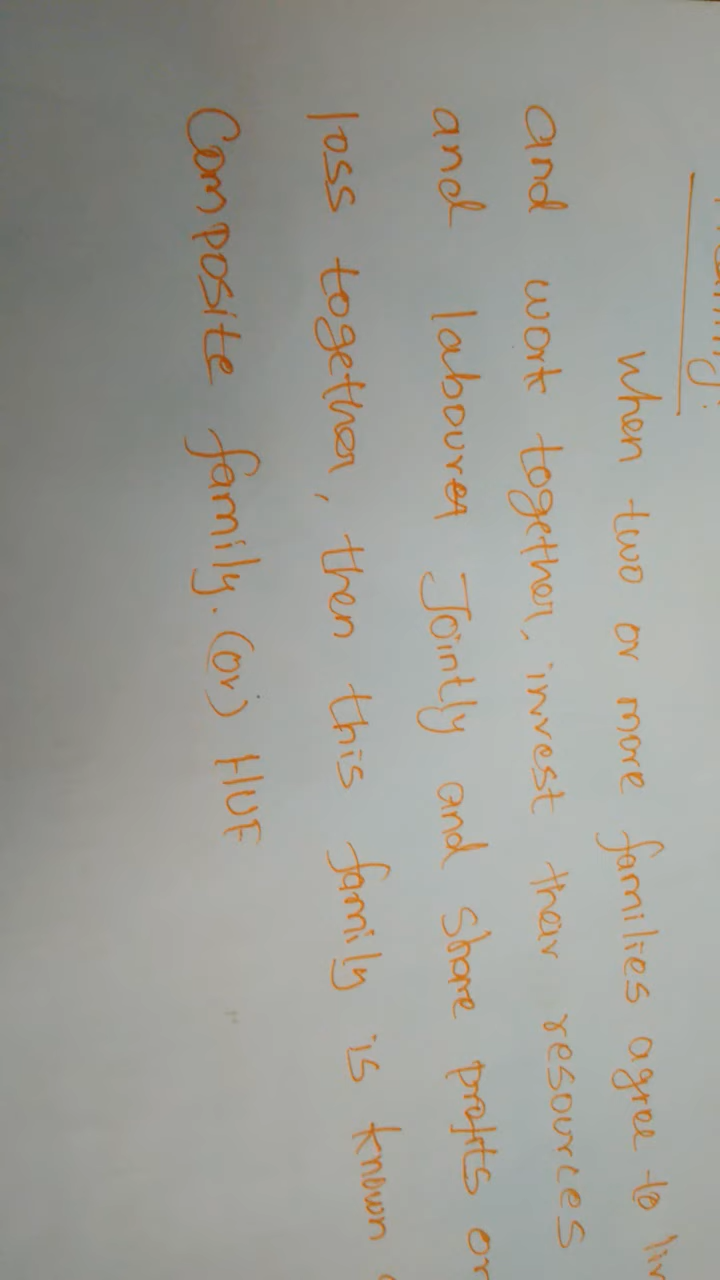 When two or more families agree to
and work together, invest their resources
and labourer Jointly and share profits or
loss together, then this family is known
Composite family. (or) HUF